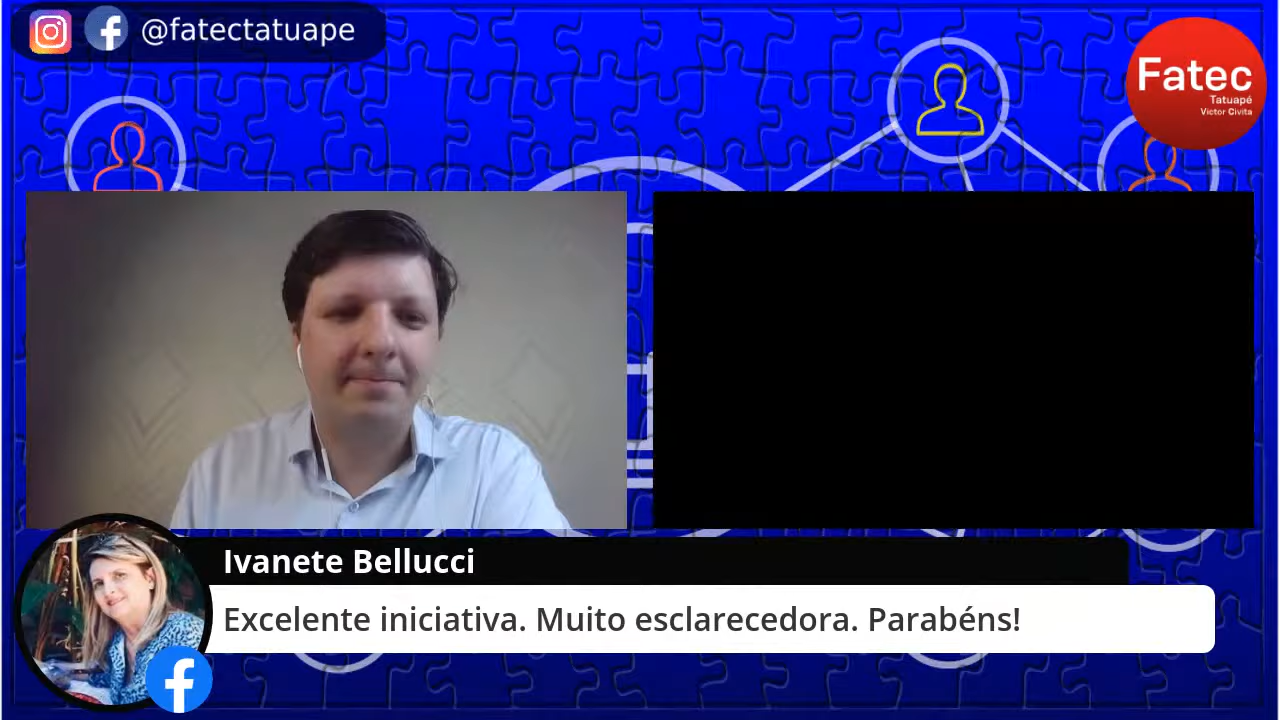 @fatectatuape
Fatec
Tatuapé
Victor Civita
Ivanete Bellucci
Excelente iniciativa. Muito esclarecedora. Parabéns!